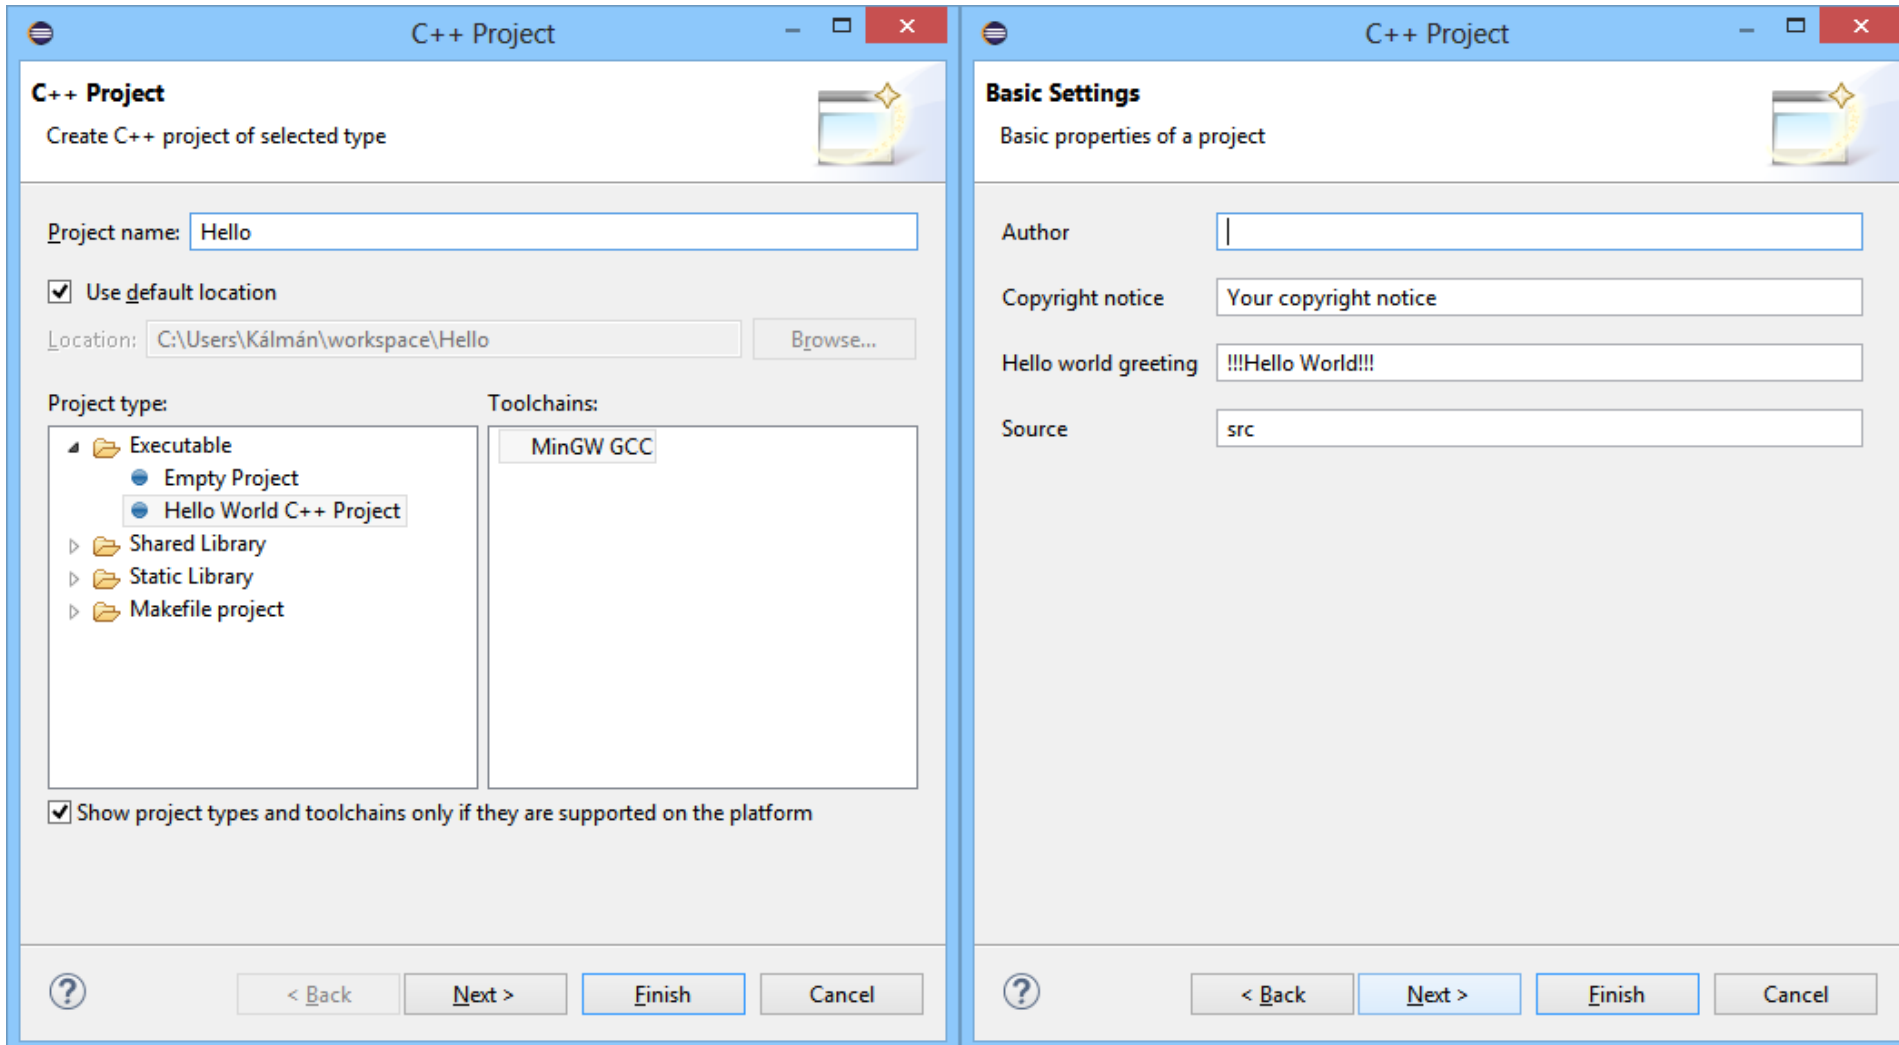 C++ Project
C++ Project
Create C++ project of selected type
Project name: Hello
Use default location
Location: C:\Users\Kálmán\workspace\Hello Browse...
Project type: Toolchains:
Executable
Empty Project
Hello World C++ Project
Shared Library
Static Library
Makefile project
MinGW GCC
Show project types and toolchains only if they are supported on the platform
? < Back Next > Finish Cancel
C++ Project
Basic Settings
Basic properties of a project
Author
Copyright notice Your copyright notice
Hello world greeting !!!Hello World!!!
Source src
? < Back Next > Finish Cancel